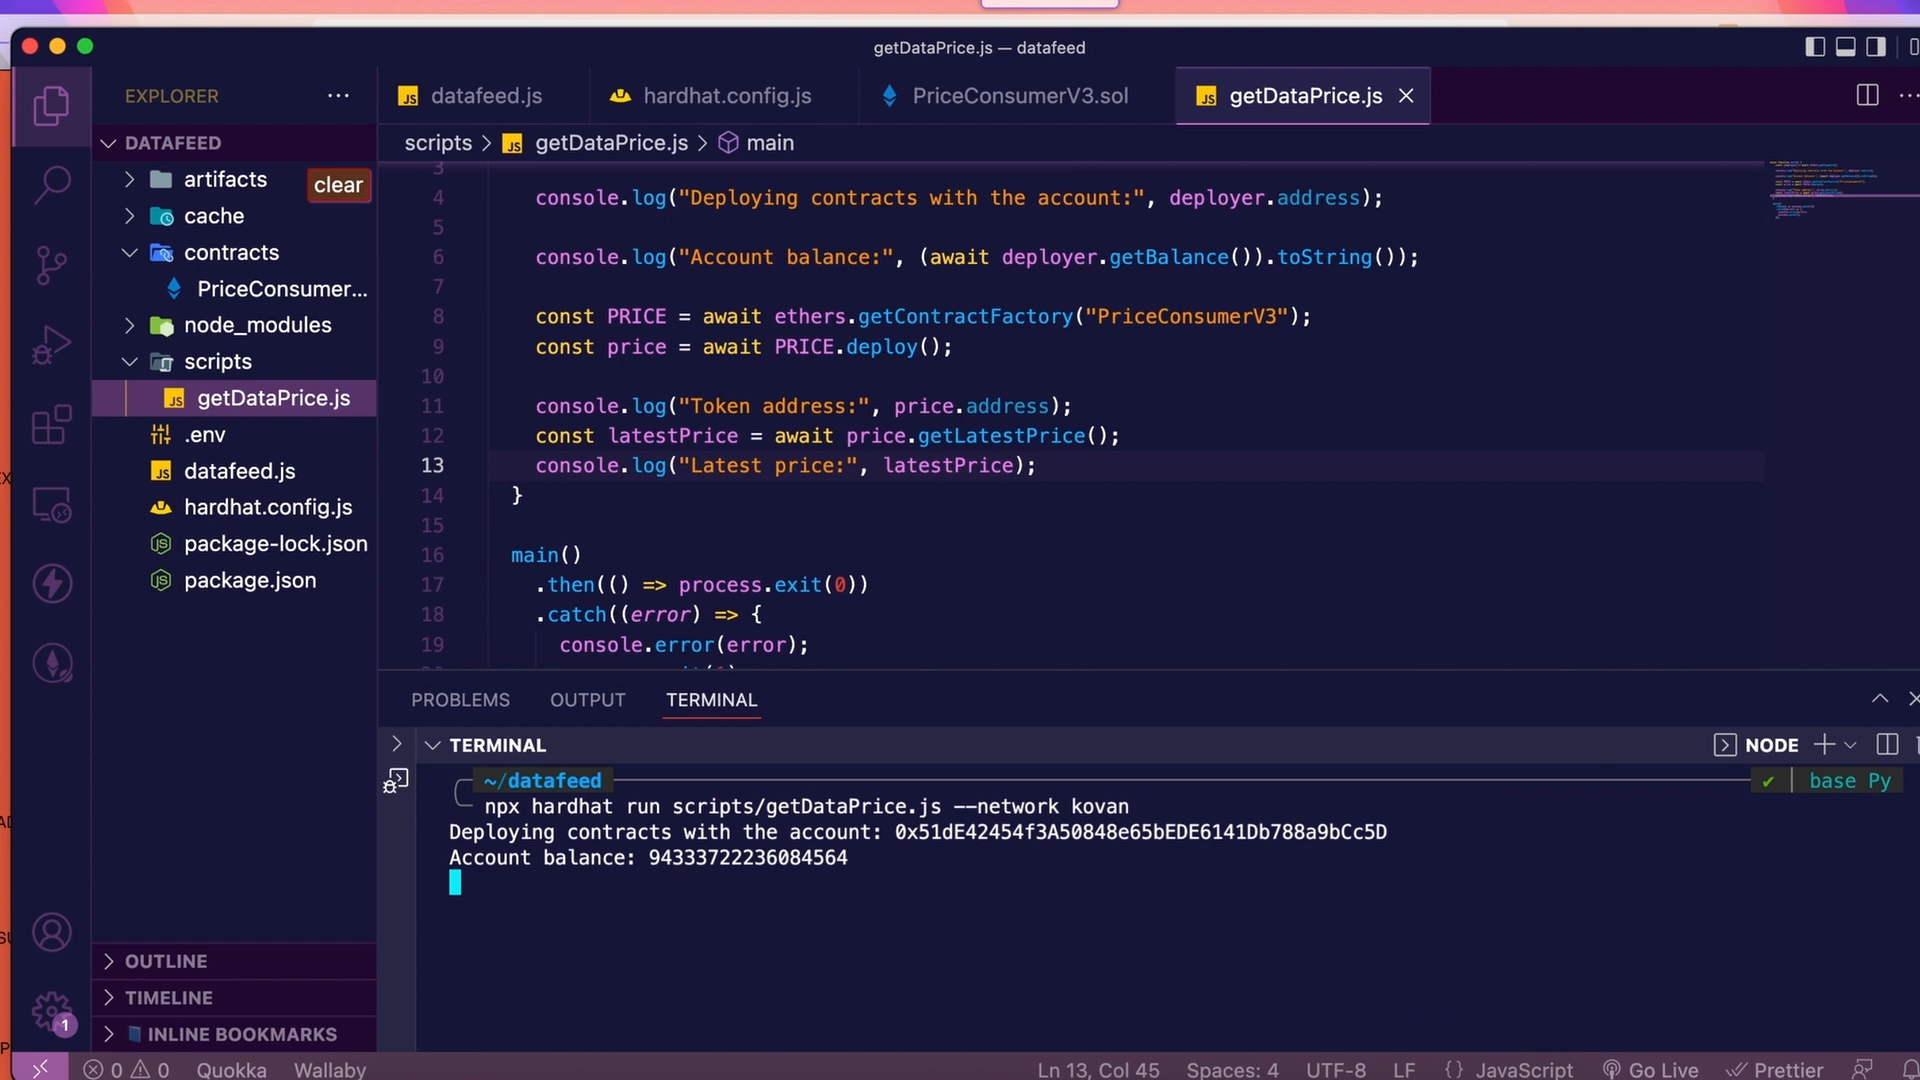 getDataPrice.js — datafeed
EXPLORER
datafeed.js
hardhat.config.js
PriceConsumerV3.sol
getDataPrice.js
DATAFEED
scripts > getDataPrice.js > main
artifacts
clear
cache
contracts
PriceConsumer...
node_modules
scripts
getDataPrice.js
.env
datafeed.js
hardhat.config.js
package-lock.json
package.json
OUTLINE
TIMELINE
INLINE BOOKMARKS
1
3
4 console.log("Deploying contracts with the account:", deployer.address);
5
6 console.log("Account balance:", (await deployer.getBalance()).toString());
7
8 const PRICE = await ethers.getContractFactory("PriceConsumerV3");
9 const price = await PRICE.deploy();
10
11 console.log("Token address:", price.address);
12 const latestPrice = await price.getLatestPrice();
13 console.log("Latest price:", latestPrice);
14 }
15
16 main()
17 .then(() => process.exit(0))
18 .catch((error) => {
19 console.error(error);
PROBLEMS OUTPUT TERMINAL
TERMINAL
NODE
~/datafeed
base Py
npx hardhat run scripts/getDataPrice.js --network kovan
Deploying contracts with the account: 0x51dE42454f3A50848e65bEDE6141Db788a9bCc5D
Account balance: 94333722236084564
0 0 Quokka Wallaby Ln 13, Col 45 Spaces: 4 UTF-8 LF {} JavaScript Go Live Prettier